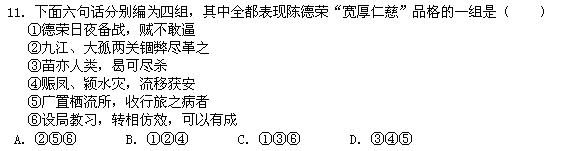 11. 下面六句话分别编为四组，其中全都表现陈德荣“宽厚仁慈”品格的一组是（　　）
①德荣日夜备战，贼不敢逼
②九江、大孤两关锢弊尽革之
③苗亦人类，曷可尽杀
④赈凤、颍水灾，流移获安
⑤广置栖流所，收行旅之病者
⑥设局教习，转相仿效，可以有成
A. ②⑤⑥　　B. ①②④　　C. ①③⑥　　D. ③④⑤